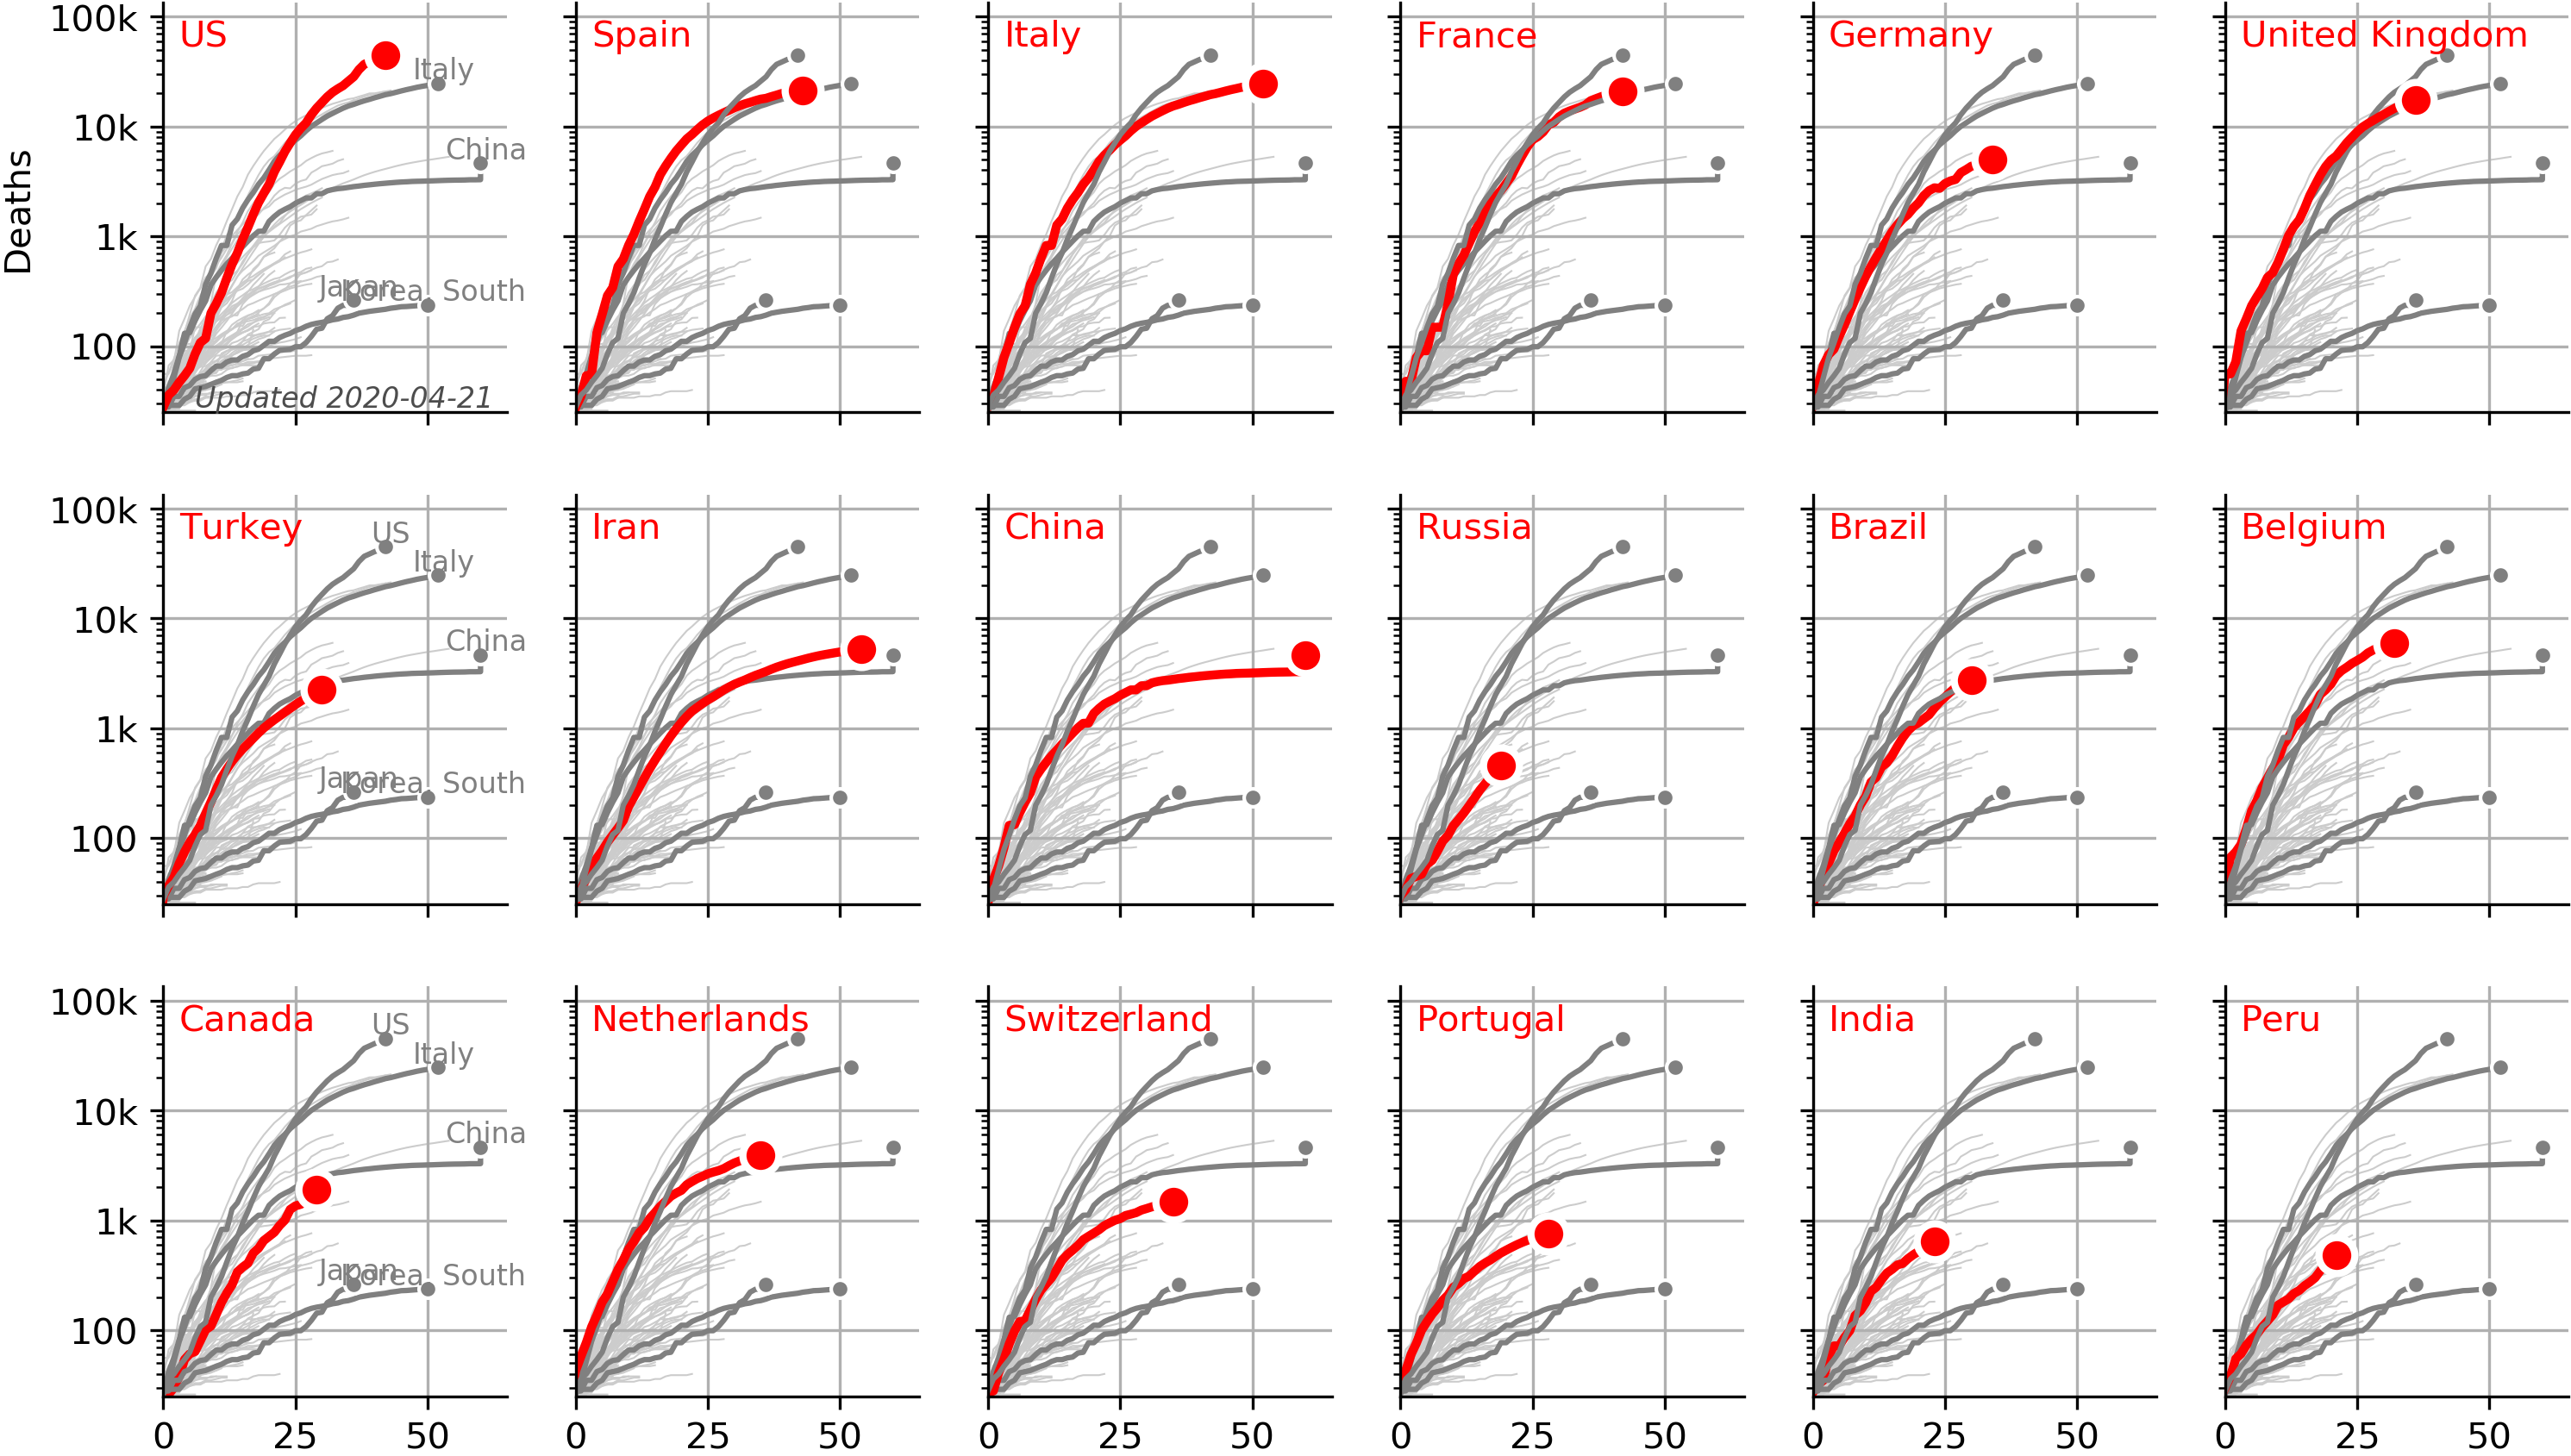 100k
US
Spain
Italy
France
Germany
United Kingdom
Italy
10k
China
Deaths
1k
Japan
Korea, South
100
Updated 2020-04-21
100k
Turkey
US
Iran
China
Russia
Brazil
Belgium
Italy
10k
China
1k
Japan
Korea, South
100
100k
Canada
US
Netherlands
Switzerland
Portugal
India
Peru
Italy
10k
China
1k
Japan
Korea, South
100
0 25 50 0 25 50 0 25 50 0 25 50 0 25 50 0 25 50